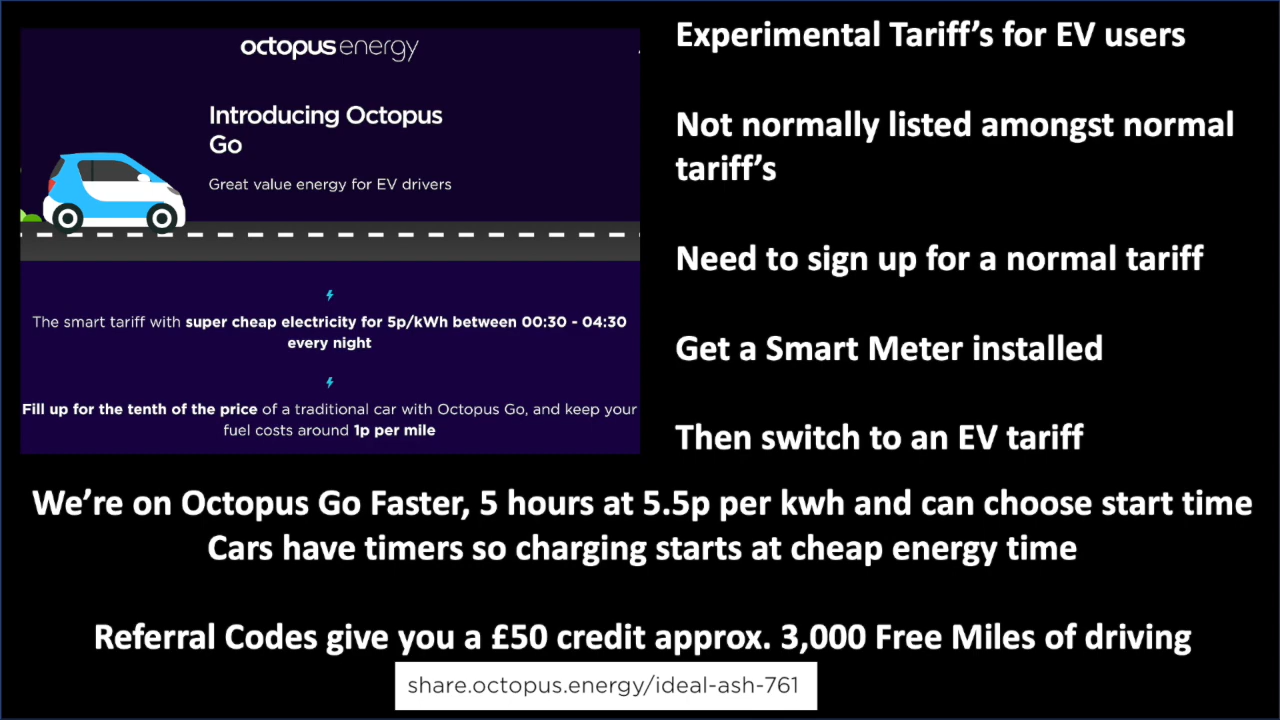 octopus energy
Introducing Octopus
Go
Great value energy for EV drivers
The smart tariff with super cheap electricity for 5p/kWh between 00:30 - 04:30
every night
Fill up for the tenth of the price of a traditional car with Octopus Go, and keep your
fuel costs around 1p per mile
Experimental Tariff’s for EV users
Not normally listed amongst normal
tariff’s
Need to sign up for a normal tariff
Get a Smart Meter installed
Then switch to an EV tariff
We’re on Octopus Go Faster, 5 hours at 5.5p per kwh and can choose start time
Cars have timers so charging starts at cheap energy time
Referral Codes give you a £50 credit approx. 3,000 Free Miles of driving
share.octopus.energy/ideal-ash-761